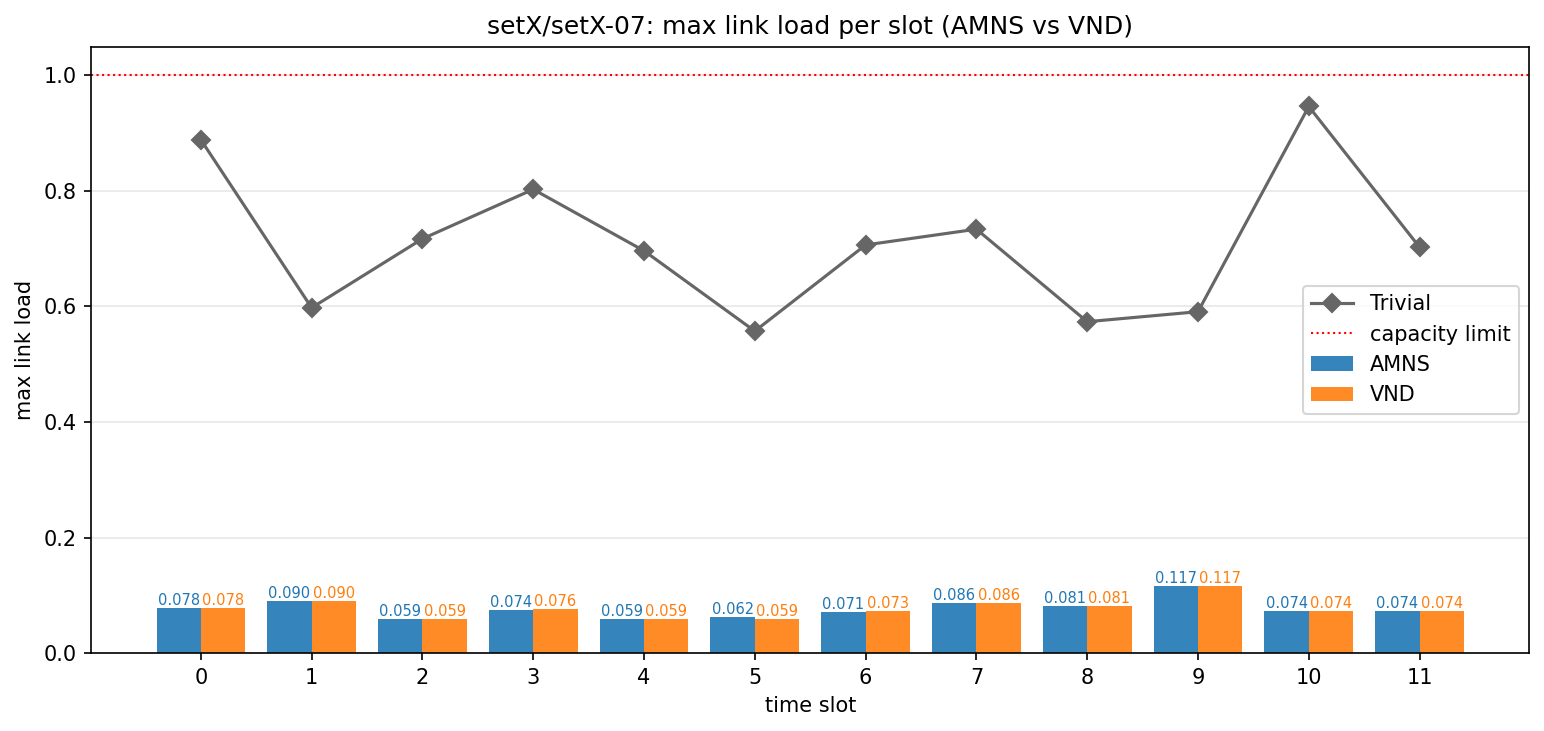 setX/setX-07: max link load per slot (AMNS vs VND)
max link load
1.0
0.8
0.6
0.4
0.2
0.0
Trivial
capacity limit
AMNS
VND
0.078 0.078 0.090 0.090 0.059 0.059 0.074 0.076 0.059 0.059 0.062 0.059 0.071 0.073 0.086 0.086 0.081 0.081 0.117 0.117 0.074 0.074 0.074 0.074
0 1 2 3 4 5 6 7 8 9 10 11
time slot